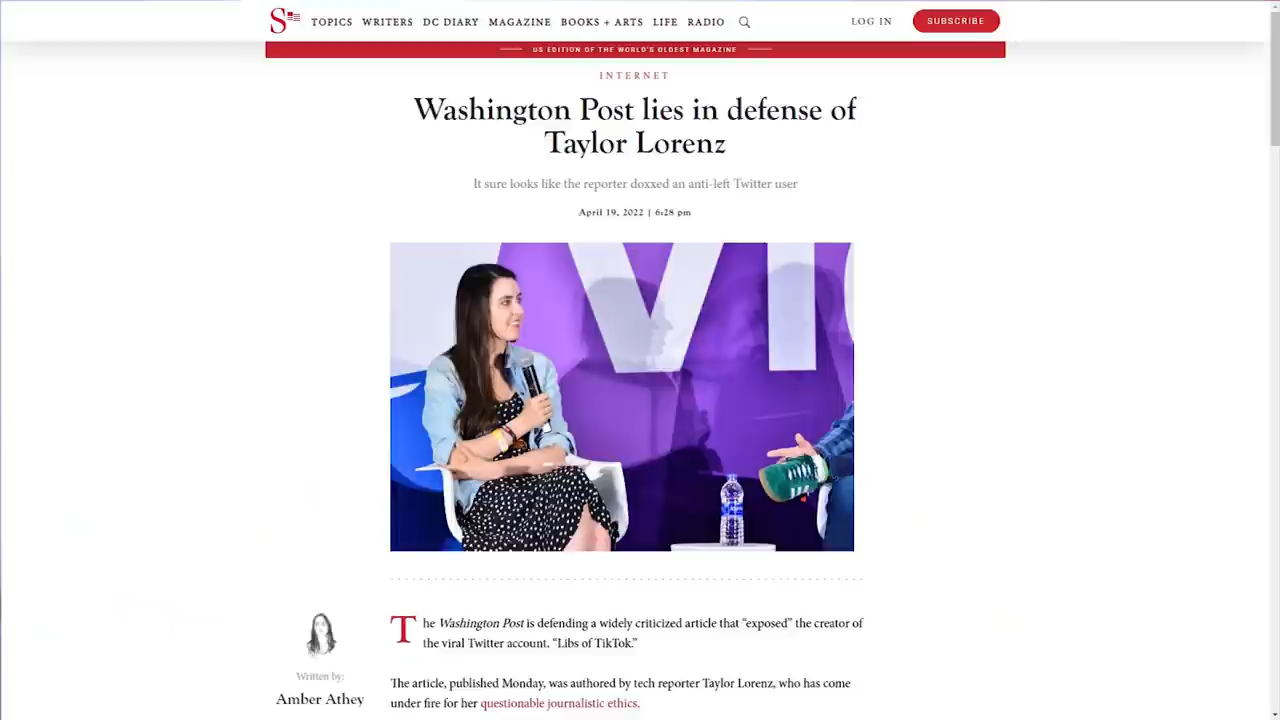 S
TOPICS WRITERS DC DIARY MAGAZINE BOOKS + ARTS LIFE RADIO
LOG IN
SUBSCRIBE
US EDITION OF THE WORLD'S OLDEST MAGAZINE
INTERNET
Washington Post lies in defense of
Taylor Lorenz
It sure looks like the reporter doxxed an anti-left Twitter user
April 19, 2022 | 6:28 pm
VI
The Washington Post is defending a widely criticized article that “exposed” the creator of
the viral Twitter account, “Libs of TikTok.”
Written by:
Amber Athey
The article, published Monday, was authored by tech reporter Taylor Lorenz, who has come
under fire for her questionable journalistic ethics.